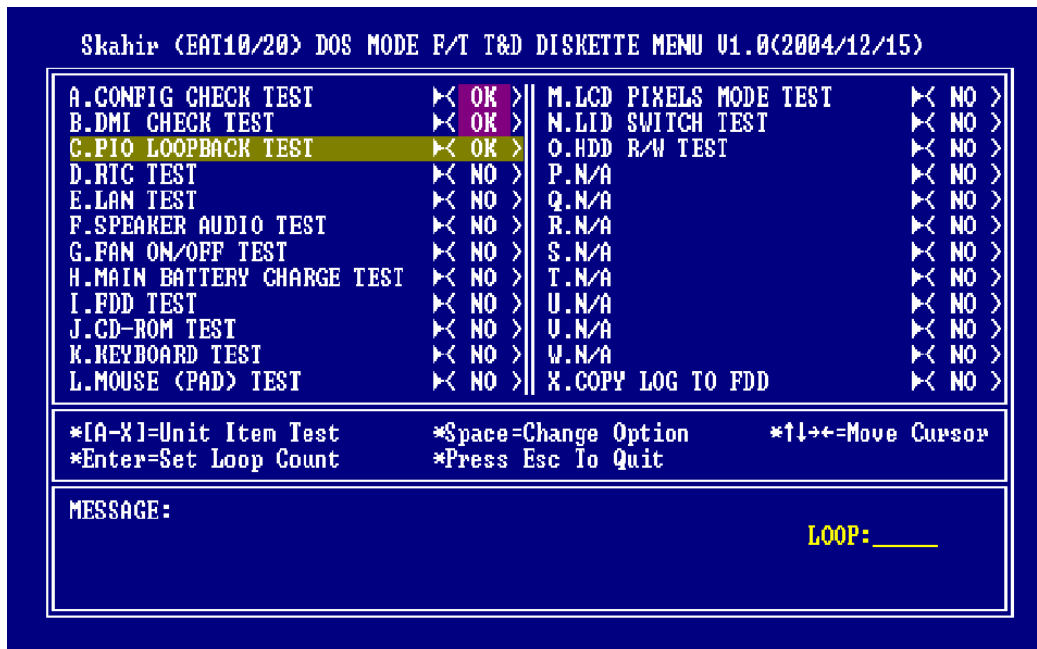 Skahir (EAT10/20) DOS MODE F/T T&D DISKETTE MENU V1.0(2004/12/15)
A.CONFIG CHECK TEST ►< OK > M.LCD PIXELS MODE TEST ►< NO >
B.DMI CHECK TEST ►< OK > N.LID SWITCH TEST ►< NO >
C.PIO LOOPBACK TEST ►< OK > O.HDD R/W TEST ►< NO >
D.RTC TEST ►< NO > P.N/A ►< NO >
E.LAN TEST ►< NO > Q.N/A ►< NO >
F.SPEAKER AUDIO TEST ►< NO > R.N/A ►< NO >
G.FAN ON/OFF TEST ►< NO > S.N/A ►< NO >
H.MAIN BATTERY CHARGE TEST ►< NO > T.N/A ►< NO >
I.FDD TEST ►< NO > U.N/A ►< NO >
J.CD-ROM TEST ►< NO > V.N/A ►< NO >
K.KEYBOARD TEST ►< NO > W.N/A ►< NO >
L.MOUSE (PAD) TEST ►< NO > X.COPY LOG TO FDD ►< NO >
*[A-X]=Unit Item Test *Space=Change Option *↑↓→←=Move Cursor
*Enter=Set Loop Count *Press Esc To Quit
MESSAGE:
LOOP:_____